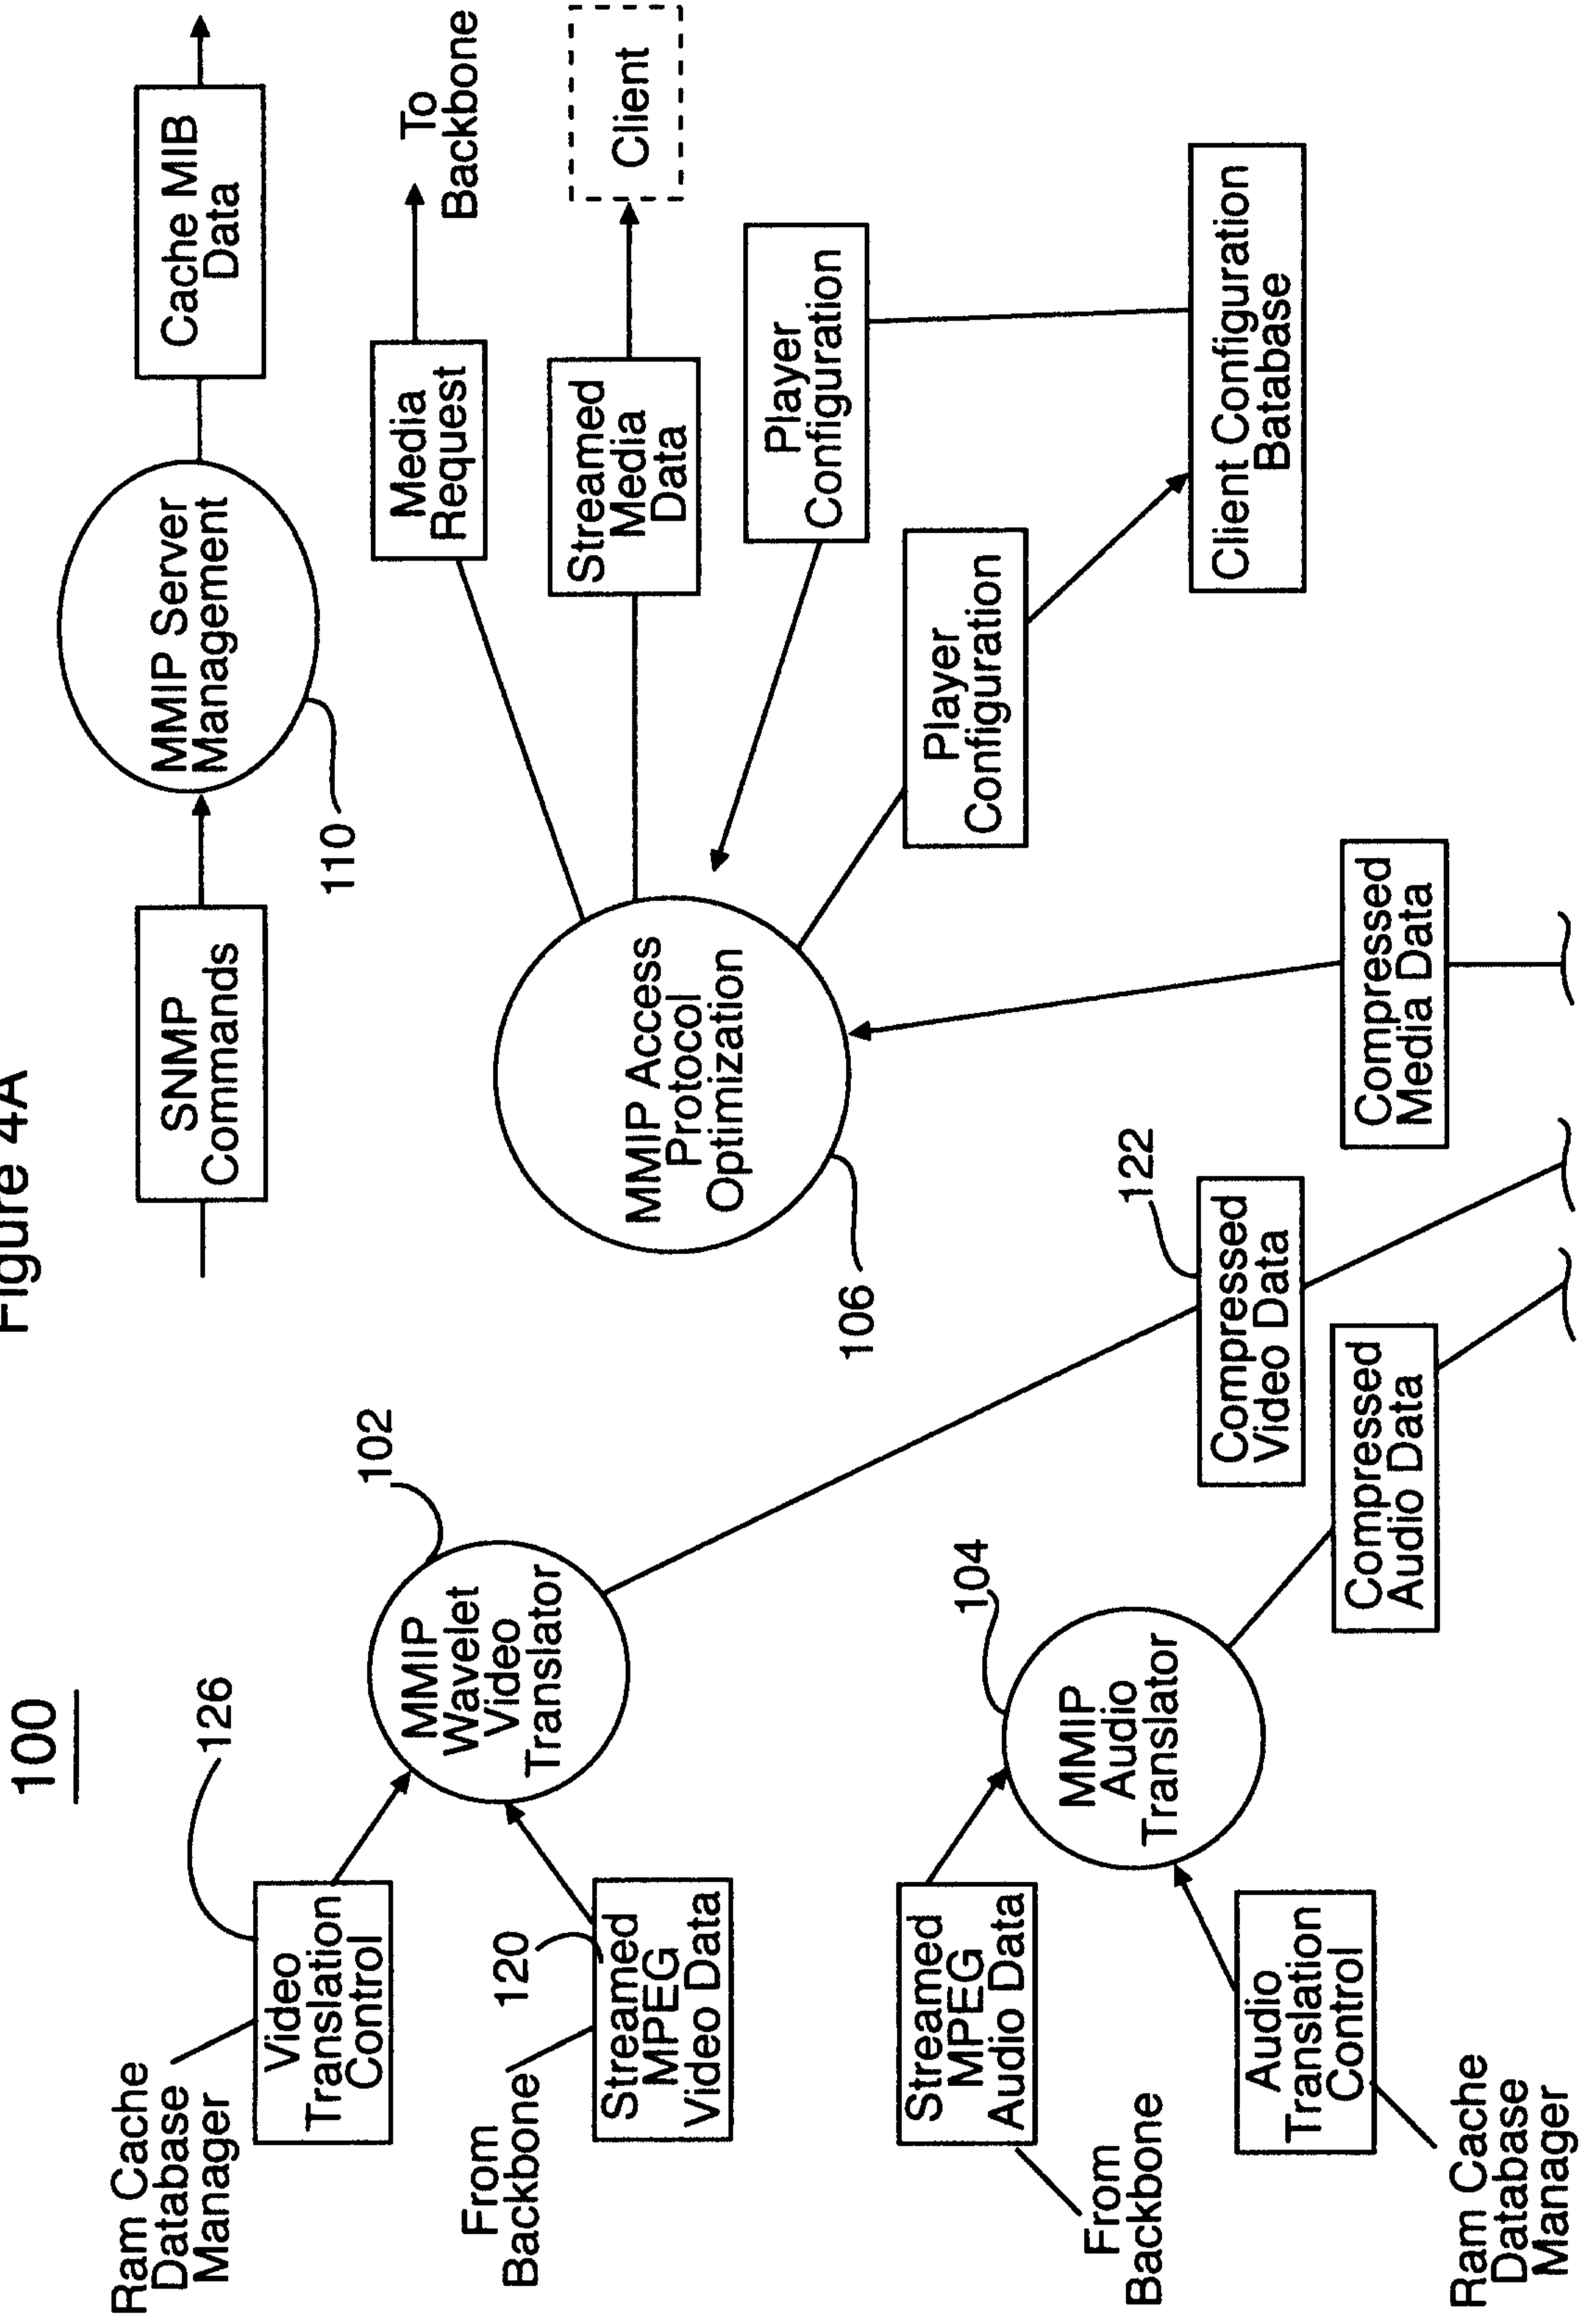 Figure 4A
100
SNMP
Commands
MMIP Server
Management
110
Cache MIB
Data
Ram Cache
Database
Manager
126
Video
Translation
Control
102
MMIP
Wavelet
Video
Translator
From
Backbone
120
Streamed
MPEG
Video Data
Media
Request
To
Backbone
Streamed
Media
Data
Client
MMIP Access
Protocol
Optimization
106
Player
Configuration
Player
Configuration
Client Configuration
Batabase
Streamed
MPEG
Audio Data
From
Backbone
104
MMIP
Audio
Translator
Audio
Translation
Control
Ram Cache
Database
Manager
122
Compressed
Video Data
Compressed
Audio Data
Compressed
Media Data